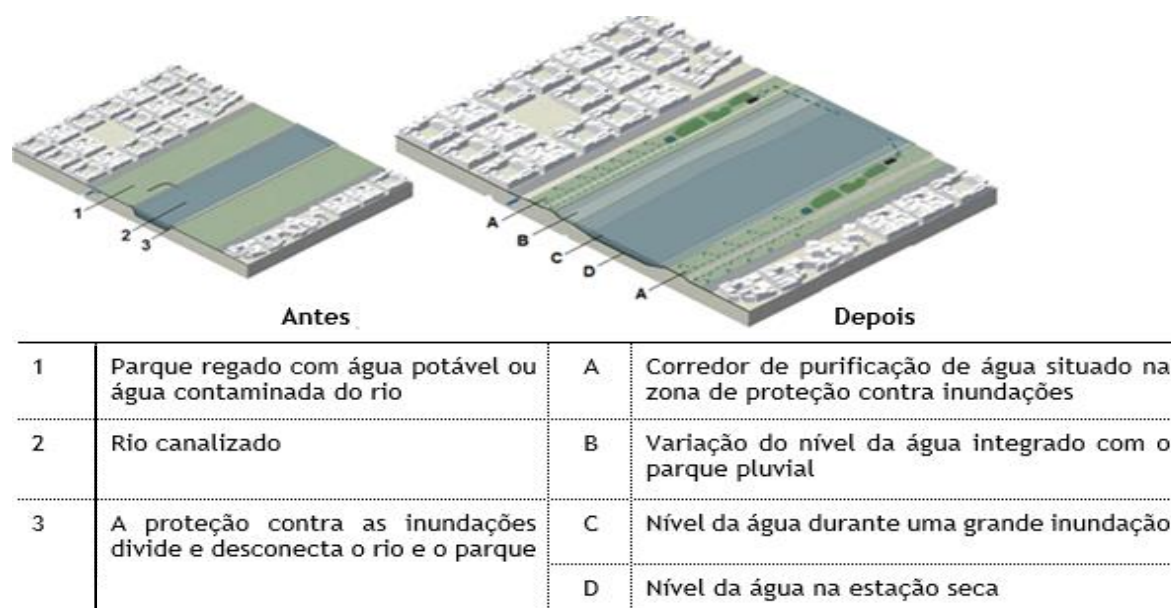 1
2
3
A
B
C
D
A
Antes
Depois
1 Parque regado com água potável ou água contaminada do rio
A Corredor de purificação de água situado na zona de proteção contra inundações
2 Rio canalizado
B Variação do nível da água integrado com o parque pluvial
3 A proteção contra as inundações divide e desconecta o rio e o parque
C Nível da água durante uma grande inundação
D Nível da água na estação seca